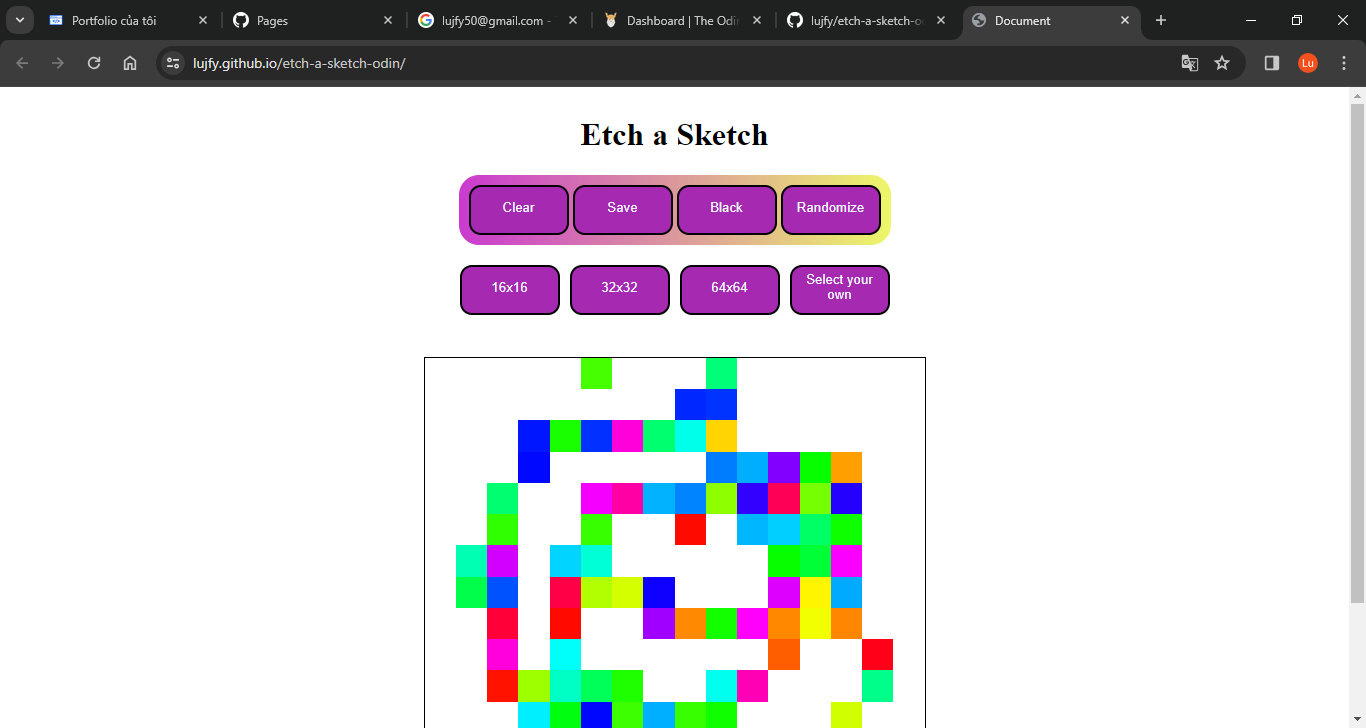 Portfolio của tôi
Pages
lujfy50@gmail.com -
Dashboard | The Odin
lujfy/etch-a-sketch-o
Document
lujfy.github.io/etch-a-sketch-odin/
Lu
Etch a Sketch
Clear
Save
Black
Randomize
16x16
32x32
64x64
Select your
own